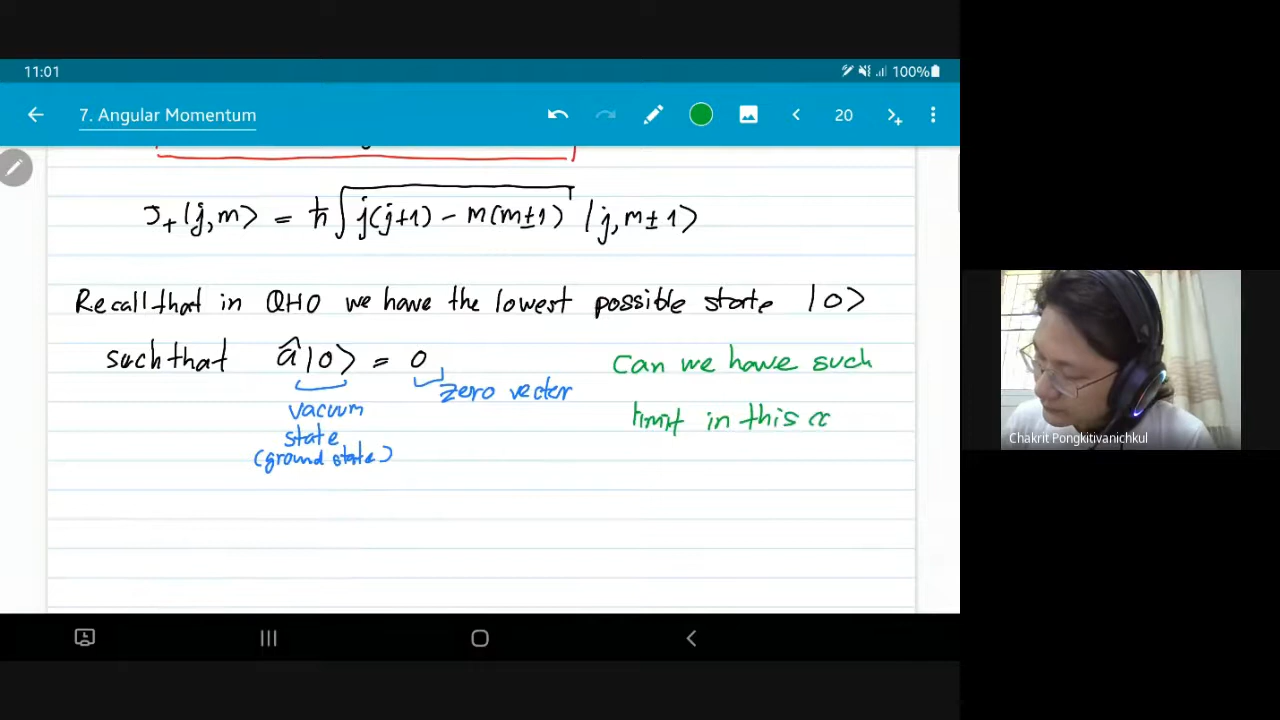 11:01
100%
7. Angular Momentum
20
J₊|j,m⟩ = ħ√(j(j+1) - m(m±1)) |j, m±1⟩
Recall that in QHO we have the lowest possible state |0⟩
such that â|0⟩ = 0
zero vector
vacuum
state
(ground state)
Can we have such
limit in this c
Chakrit Pongkitivanichkul